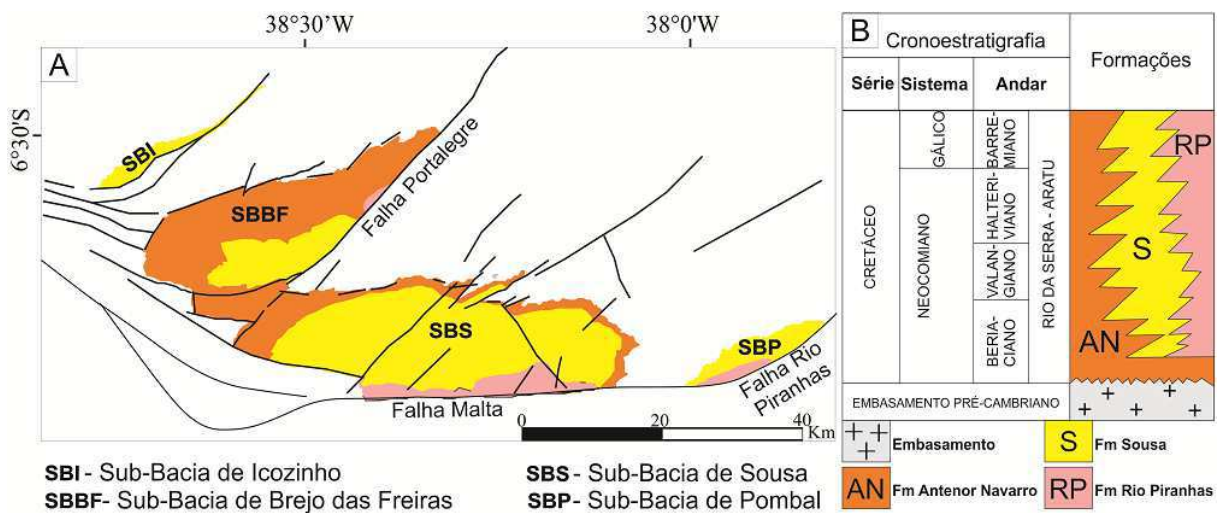 38°30'W
38°0'W
6°30'S
A
SBI
SBBF
Falha Portalegre
SBS
SBP
Falha Rio
Piranhas
Falha Malta
0
20
40
Km
SBI - Sub-Bacia de Icozinho
SBBF- Sub-Bacia de Brejo das Freiras
SBS - Sub-Bacia de Sousa
SBP - Sub-Bacia de Pombal
B
Cronoestratigrafia
Formações
Série
Sistema
Andar
CRETÁCEO
GÁLICO
NEOCOMIANO
BARRE-
MIANO
HALTERI-
VIANO
VALAN-
GIANO
BERIA-
CIANO
RIO DA SERRA - ARATU
RP
S
AN
EMBASAMENTO PRÉ-CAMBRIANO
Embasamento
S Fm Sousa
AN Fm Antenor Navarro
RP Fm Rio Piranhas